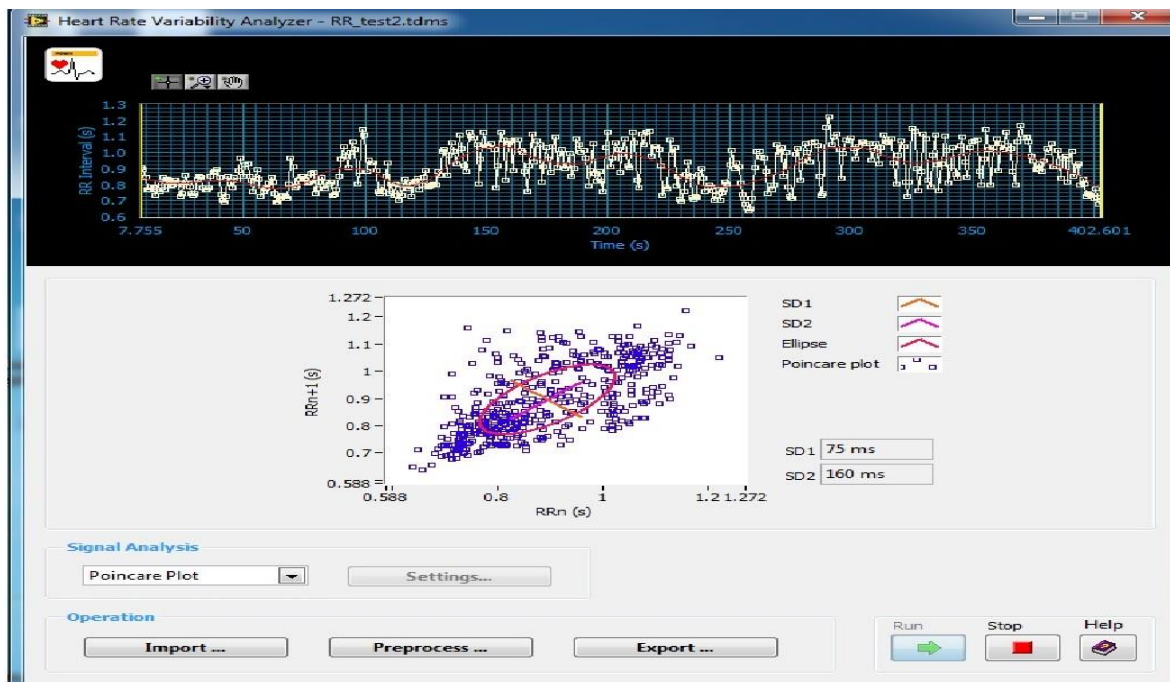 Heart Rate Variability Analyzer - RR_test2.tdms
1.3
1.2
1.1
1.0
0.9
0.8
0.7
0.6
RR Interval (s)
7.755 50 100 150 200 250 300 350 402.601
Time (s)
1.272
1.2
1.1
1
0.9
0.8
0.7
0.588
RRn+1 (s)
0.588 0.8 1 1.2 1.272
RRn (s)
SD1
SD2
Ellipse
Poincare plot
SD1 75 ms
SD2 160 ms
Signal Analysis
Poincare Plot Settings...
Operation
Import ... Preprocess ... Export ...
Run Stop Help